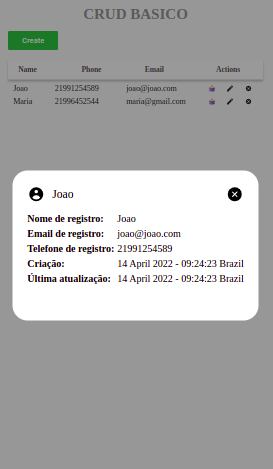 CRUD BASICO
Create
Name Phone Email Actions
Joao 21991254589 joao@joao.com
Maria 21996452544 maria@gmail.com
Joao
Nome de registro: Joao
Email de registro: joao@joao.com
Telefone de registro: 21991254589
Criação: 14 April 2022 - 09:24:23 Brazil
Última atualização: 14 April 2022 - 09:24:23 Brazil